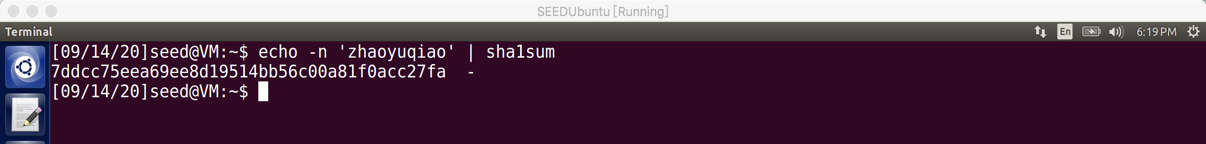 SEEDUbuntu [Running]
Terminal
En
6:19 PM
[09/14/20]seed@VM:~$ echo -n 'zhaoyuqiao' | sha1sum
7ddcc75eea69ee8d19514bb56c00a81f0acc27fa  -
[09/14/20]seed@VM:~$